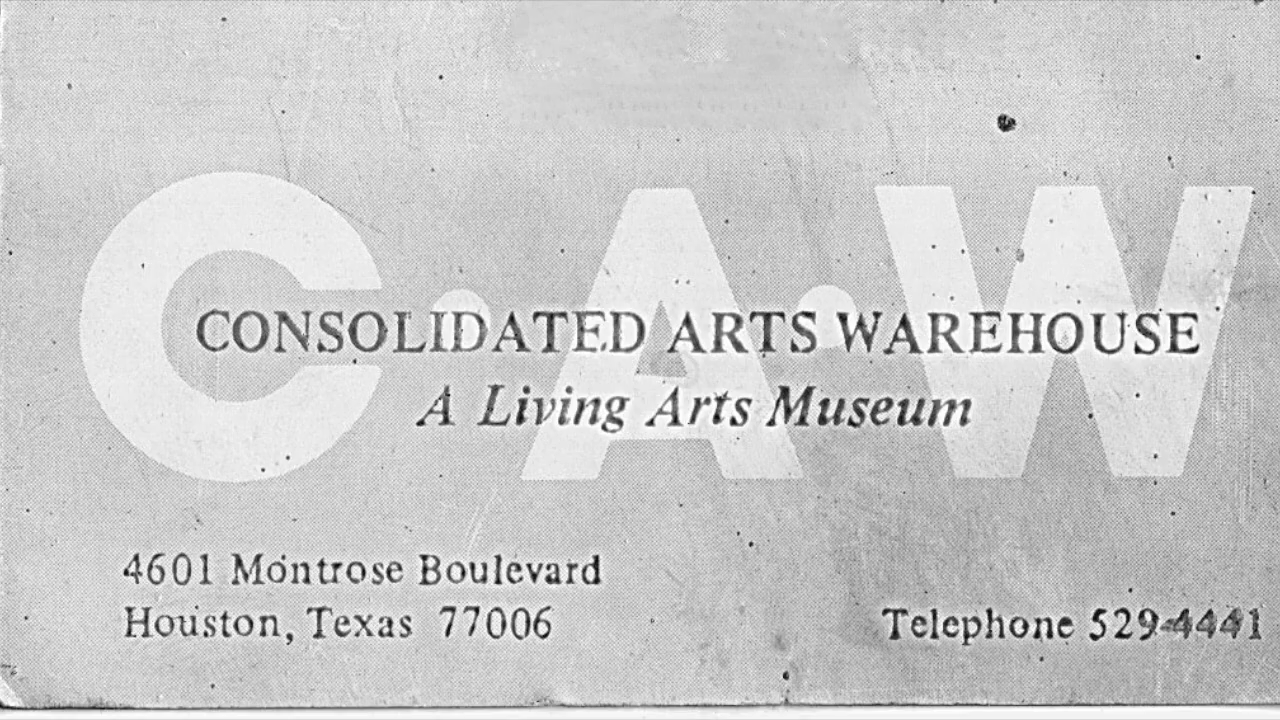 C·A·W
CONSOLIDATED ARTS WAREHOUSE
A Living Arts Museum
4601 Montrose Boulevard
Houston, Texas 77006
Telephone 529-4441